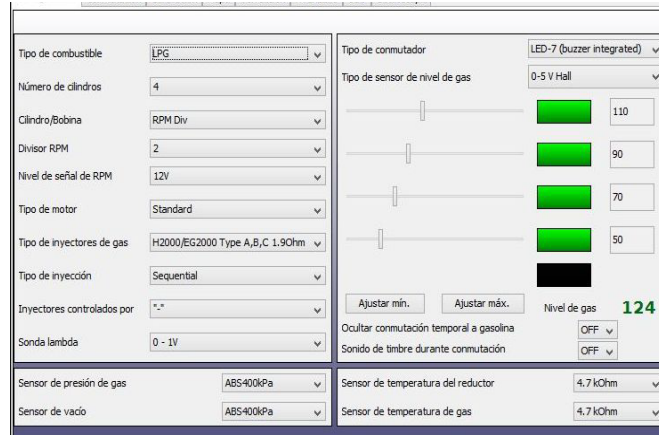 Tipo de combustible LPG
Número de cilindros 4
Cilindro/Bobina RPM Div
Divisor RPM 2
Nivel de señal de RPM 12V
Tipo de motor Standard
Tipo de inyectores de gas H2000/EG2000 Type A,B,C 1.9Ohm
Tipo de inyección Sequential
Inyectores controlados por "-"
Sonda lambda 0 - 1V
Tipo de conmutador LED-7 (buzzer integrated)
Tipo de sensor de nivel de gas 0-5 V Hall
110
90
70
50
Ajustar mín. Ajustar máx. Nivel de gas 124
Ocultar conmutación temporal a gasolina OFF
Sonido de timbre durante conmutación OFF
Sensor de presión de gas ABS400kPa
Sensor de vacío ABS400kPa
Sensor de temperatura del reductor 4.7 kOhm
Sensor de temperatura de gas 4.7 kOhm